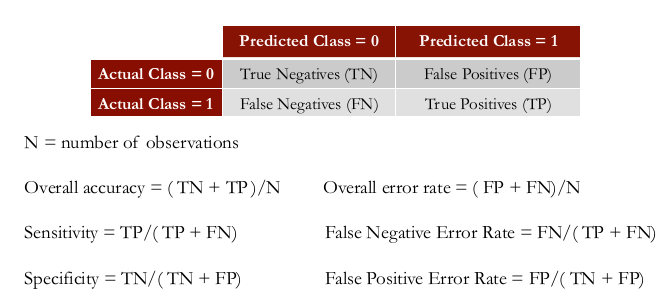 Predicted Class = 0 Predicted Class = 1
Actual Class = 0 True Negatives (TN) False Positives (FP)
Actual Class = 1 False Negatives (FN) True Positives (TP)
N = number of observations
Overall accuracy = ( TN + TP )/N Overall error rate = ( FP + FN)/N
Sensitivity = TP/( TP + FN) False Negative Error Rate = FN/( TP + FN)
Specificity = TN/( TN + FP) False Positive Error Rate = FP/( TN + FP)